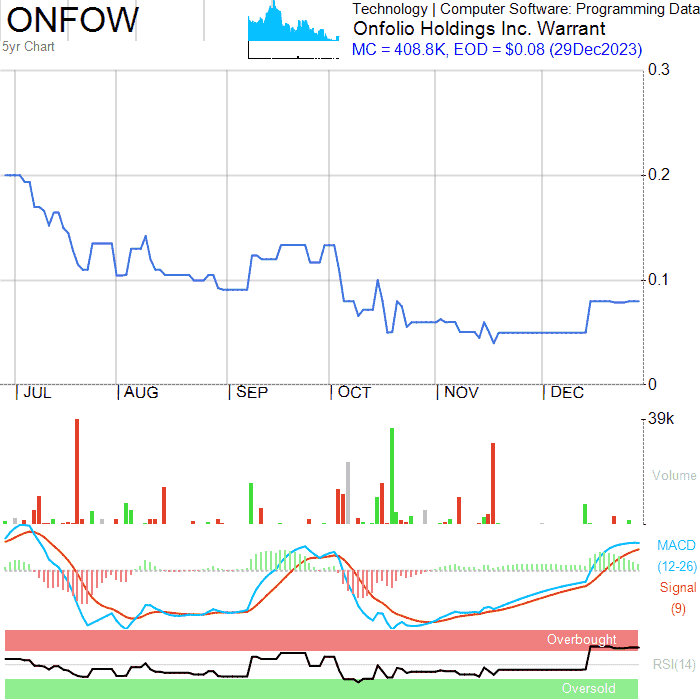 ONFOW
5yr Chart
Technology | Computer Software: Programming Data
Onfolio Holdings Inc. Warrant
MC = 408.8K, EOD = $0.08 (29Dec2023)
0.3
0.2
0.1
0
JUL AUG SEP OCT NOV DEC
39k
Volume
MACD
(12-26)
Signal
(9)
Overbought
RSI(14)
Oversold